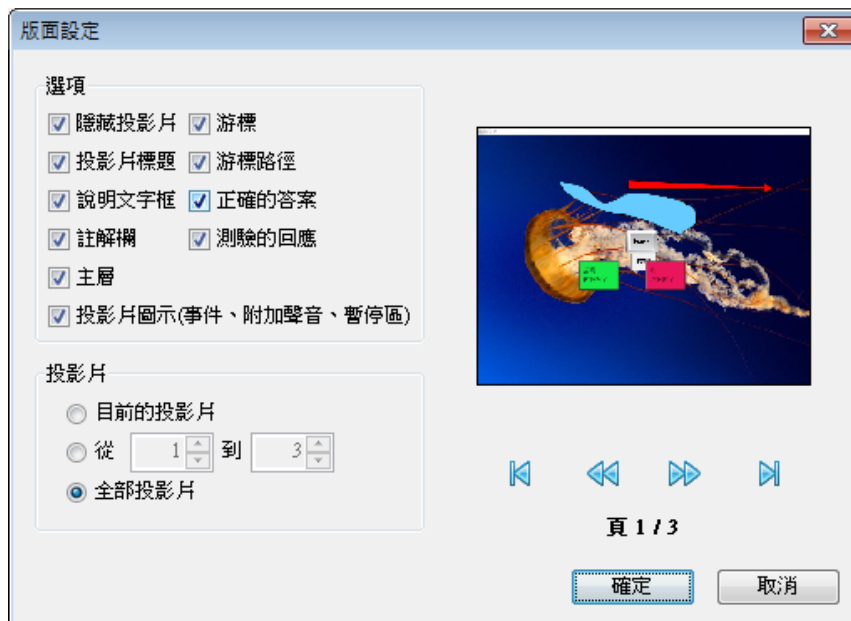 版面設定
選項
隱藏投影片 游標
投影片標題 游標路徑
說明文字框 正確的答案
註解欄 測驗的回應
主層
投影片圖示(事件、附加聲音、暫停區)
投影片
目前的投影片
從 1 到 3
全部投影片
頁 1 / 3
確定 取消